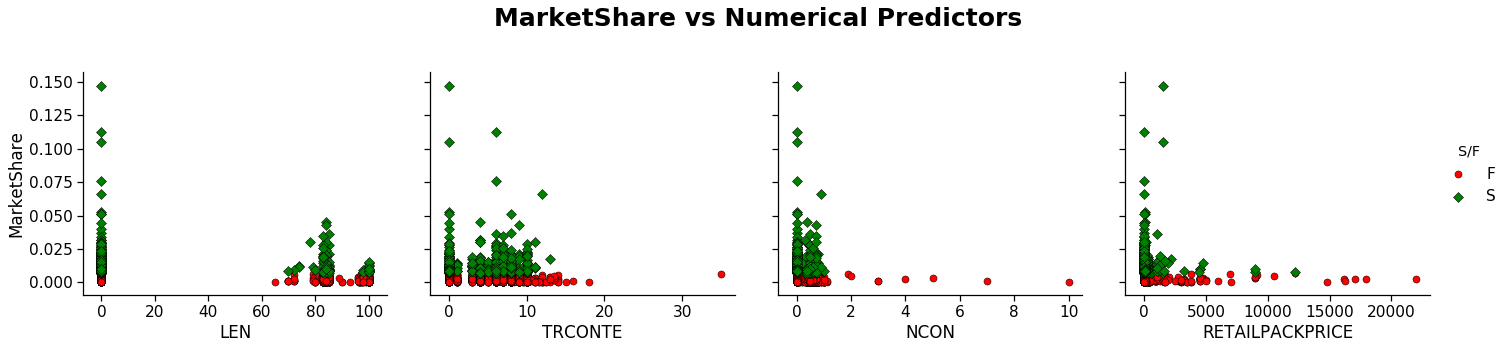 MarketShare vs Numerical Predictors
MarketShare
0.150
0.125
0.100
0.075
0.050
0.025
0.000
0 20 40 60 80 100
LEN
0 10 20 30
TRCONTE
0 2 4 6 8 10
NCON
0 5000 10000 15000 20000
RETAILPACKPRICE
S/F
F
S